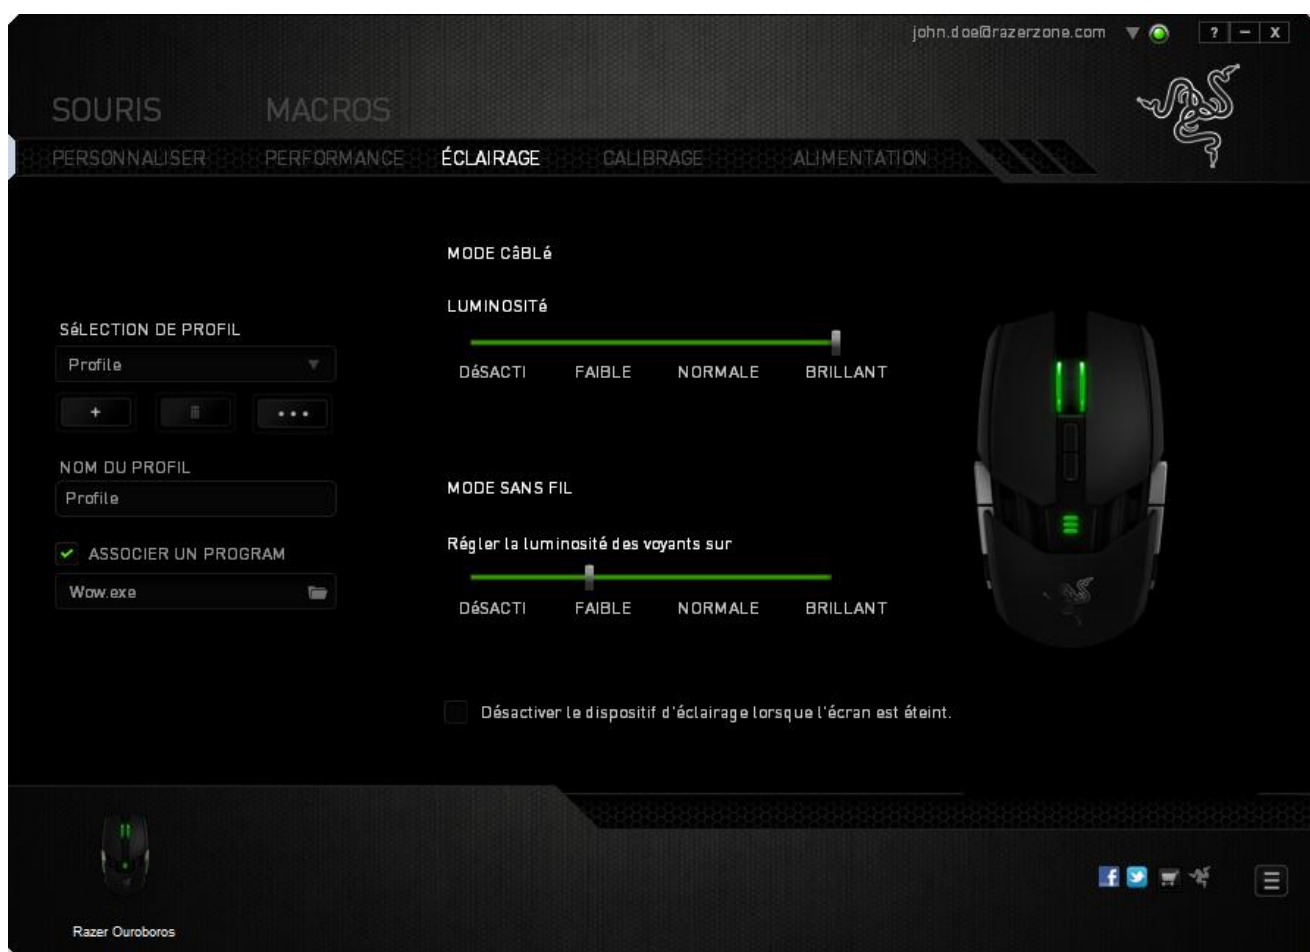 john.doe@razerzone.com
? – X
SOURIS MACROS
PERSONNALISER PERFORMANCE ÉCLAIRAGE CALIBRAGE ALIMENTATION
MODE CâBLé
LUMINOSITé
DéSACTI FAIBLE NORMALE BRILLANT
SéLECTION DE PROFIL
Profile
+ •••
NOM DU PROFIL
Profile
ASSOCIER UN PROGRAM
Wow.exe
MODE SANS FIL
Régler la luminosité des voyants sur
DéSACTI FAIBLE NORMALE BRILLANT
Désactiver le dispositif d'éclairage lorsque l'écran est éteint.
Razer Ouroboros